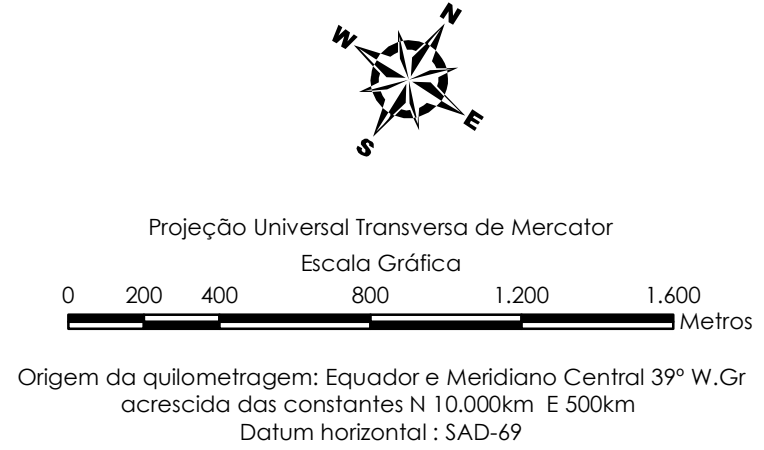 N
W
E
S
Projeção Universal Transversa de Mercator
Escala Gráfica
0 200 400 800 1.200 1.600
Metros
Origem da quilometragem: Equador e Meridiano Central 39º W.Gr
acrescida das constantes N 10.000km E 500km
Datum horizontal : SAD-69